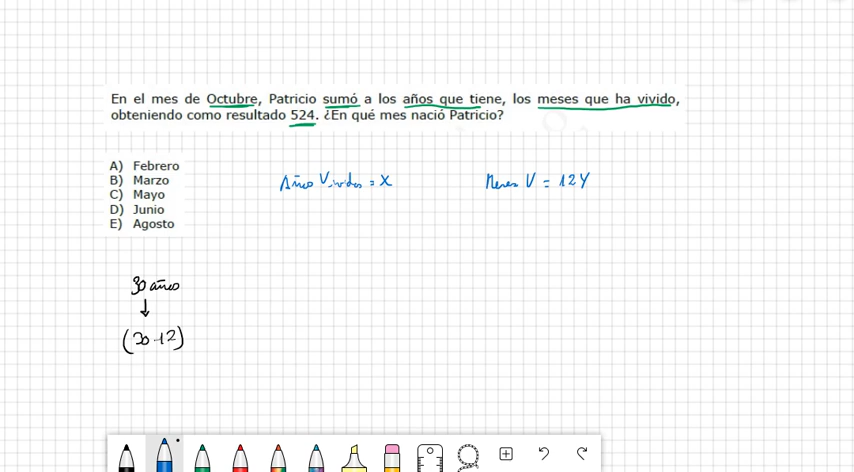 En el mes de Octubre, Patricio sumó a los años que tiene, los meses que ha vivido,
obteniendo como resultado 524. ¿En qué mes nació Patricio?
A) Febrero
B) Marzo
C) Mayo
D) Junio
E) Agosto
Años Vividos = X
Meses V = 12Y
30 años
↓
(30·12)